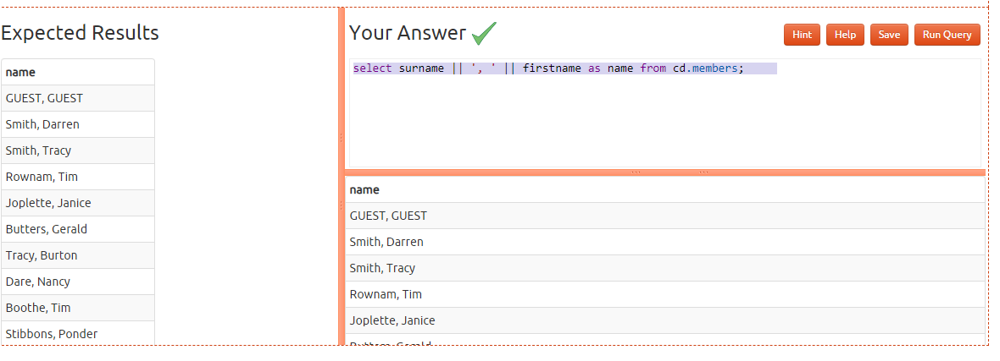 Expected Results
name
GUEST, GUEST
Smith, Darren
Smith, Tracy
Rownam, Tim
Joplette, Janice
Butters, Gerald
Tracy, Burton
Dare, Nancy
Boothe, Tim
Stibbons, Ponder
Your Answer
Hint Help Save Run Query
select surname || ', ' || firstname as name from cd.members;
name
GUEST, GUEST
Smith, Darren
Smith, Tracy
Rownam, Tim
Joplette, Janice
Butters, Gerald